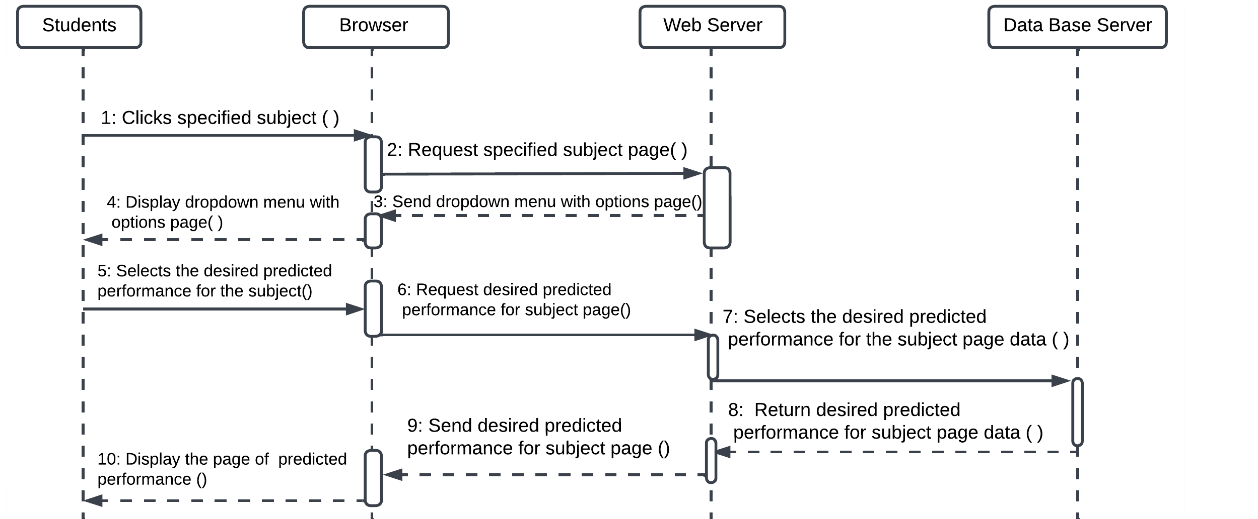 Students
Browser
Web Server
Data Base Server
1: Clicks specified subject ( )
2: Request specified subject page( )
3: Send dropdown menu with options page()
4: Display dropdown menu with
options page( )
5: Selects the desired predicted
performance for the subject()
6: Request desired predicted
performance for subject page()
7: Selects the desired predicted
performance for the subject page data ( )
8:  Return desired predicted
performance for subject page data ( )
9: Send desired predicted
performance for subject page ()
10: Display the page of  predicted
performance ()